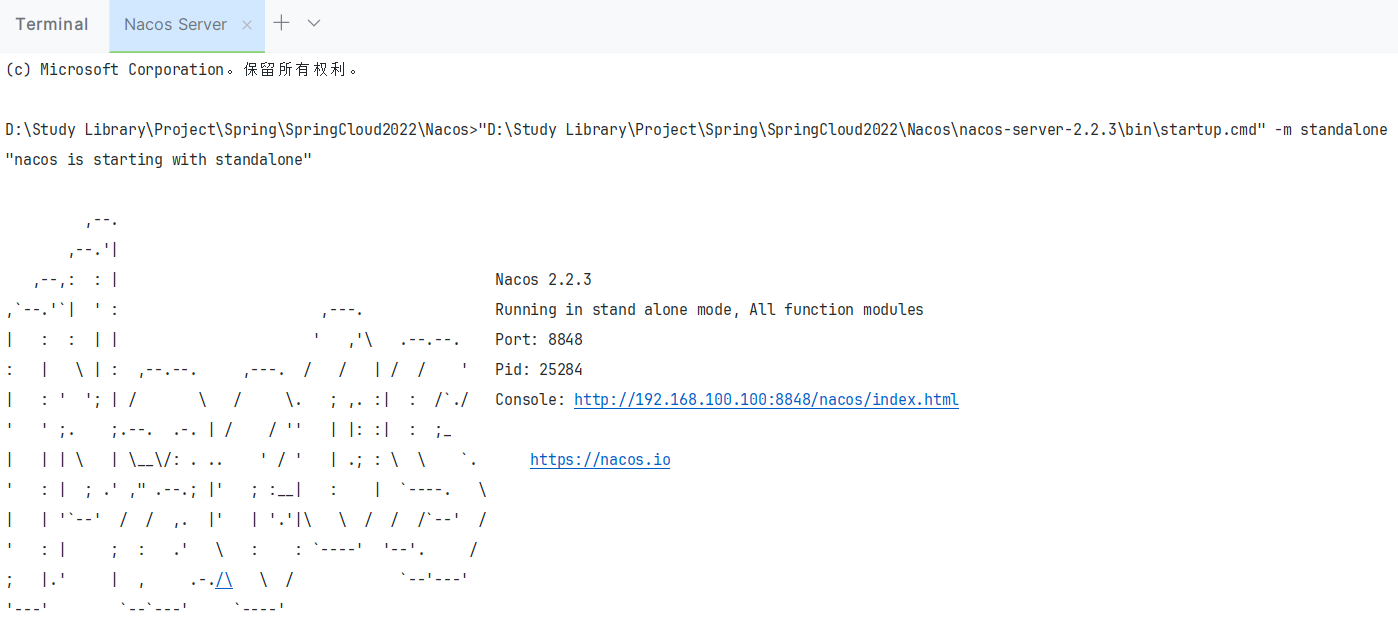 Terminal
Nacos Server
(c) Microsoft Corporation。保留所有权利。
D:\Study Library\Project\Spring\SpringCloud2022\Nacos>"D:\Study Library\Project\Spring\SpringCloud2022\Nacos\nacos-server-2.2.3\bin\startup.cmd" -m standalone
"nacos is starting with standalone"
Nacos 2.2.3
Running in stand alone mode, All function modules
Port: 8848
Pid: 25284
Console: http://192.168.100.100:8848/nacos/index.html
https://nacos.io